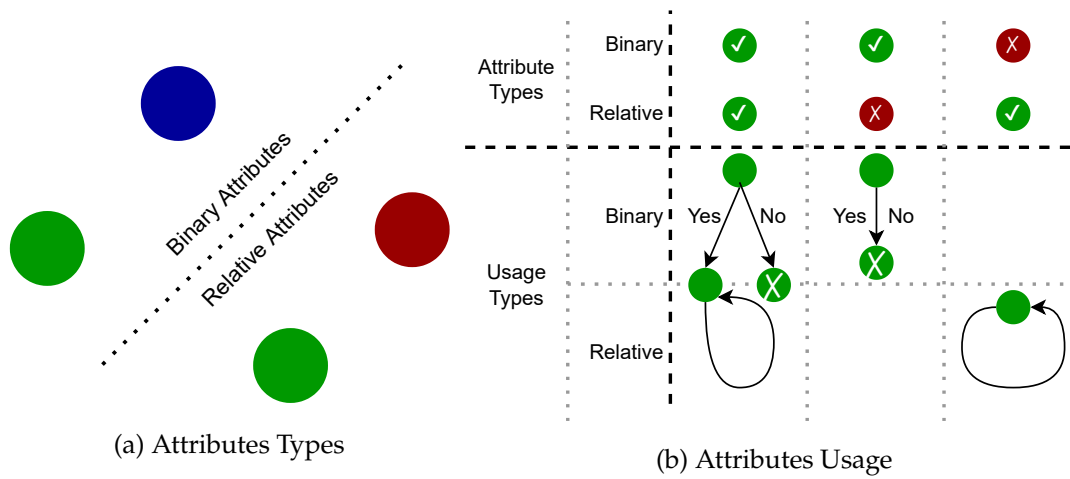 Binary Attributes
Relative Attributes
(a) Attributes Types
Attribute
Types
Binary
✓
✓
✗
Relative
✓
✗
✓
Usage
Types
Binary
Yes
No
Yes
No
✗
✗
Relative
(b) Attributes Usage